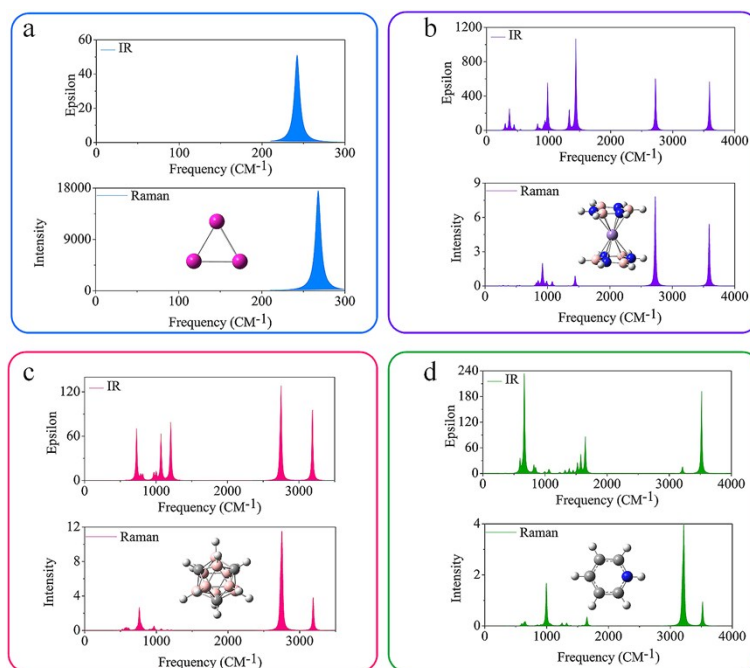 a
IR
60
40
20
0
Epsilon
0 100 200 300
Frequency (CM-1)
18000
9000
0
Intensity
Raman
0 100 200 300
Frequency (CM-1)
b
IR
1200
800
400
0
Epsilon
0 1000 2000 3000 4000
Frequency (CM-1)
9
6
3
0
Intensity
Raman
0 1000 2000 3000 4000
Frequency (CM-1)
c
IR
120
60
0
Epsilon
0 1000 2000 3000
Frequency (CM-1)
12
8
4
0
Intensity
Raman
500 1000 1500 2000 2500 3000 3500
Frequency (CM-1)
d
IR
240
180
120
60
0
Epsilon
0 1000 2000 3000 4000
Frequency (CM-1)
4
2
0
Intensity
Raman
0 1000 2000 3000 4000
Frequency (CM-1)